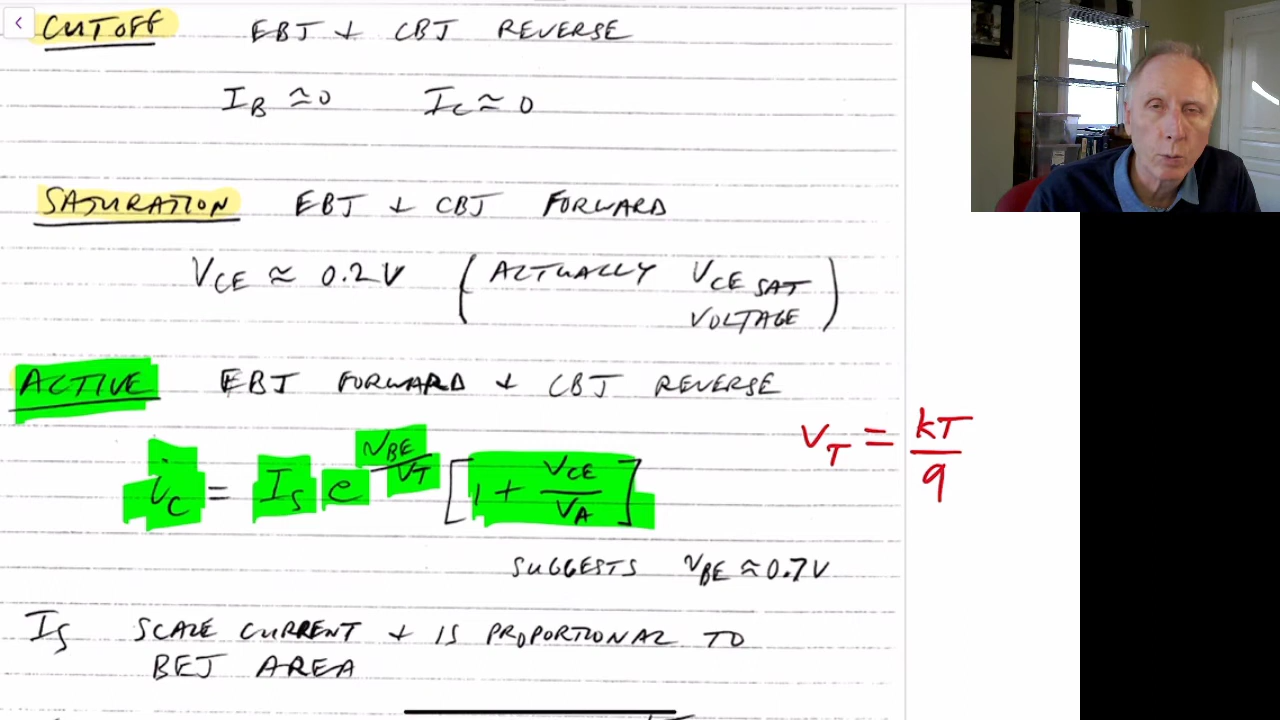 CUTOFF EBJ + CBJ REVERSE
I_B ≈ 0 I_C ≈ 0
SATURATION EBJ + CBJ FORWARD
V_CE ≈ 0.2V (ACTUALLY V_CE SAT
VOLTAGE)
ACTIVE EBJ FORWARD + CBJ REVERSE
i_C = I_S e^(v_BE/V_T) [1 + V_CE/V_A]
V_T = kT/q
SUGGESTS v_BE ≈ 0.7V
I_S SCALE CURRENT + IS PROPORTIONAL TO
BEJ AREA